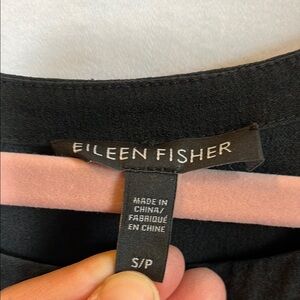 EILEEN FISHER
MADE IN
CHINA/
FABRIQUÉ
EN CHINE
S/P